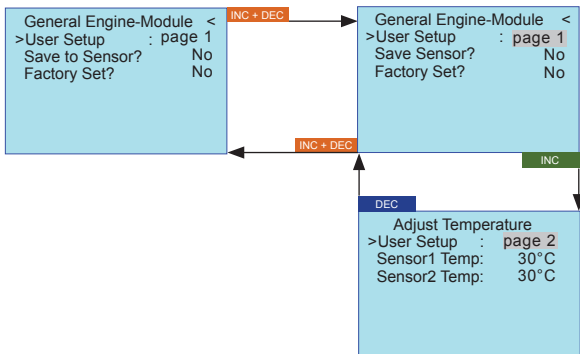 General Engine-Module <
>User Setup : page 1
Save to Sensor? No
Factory Set? No
INC + DEC
General Engine-Module <
>User Setup : page 1
Save Sensor? No
Factory Set? No
INC + DEC
INC
DEC
Adjust Temperature
>User Setup : page 2
Sensor1 Temp: 30°C
Sensor2 Temp: 30°C